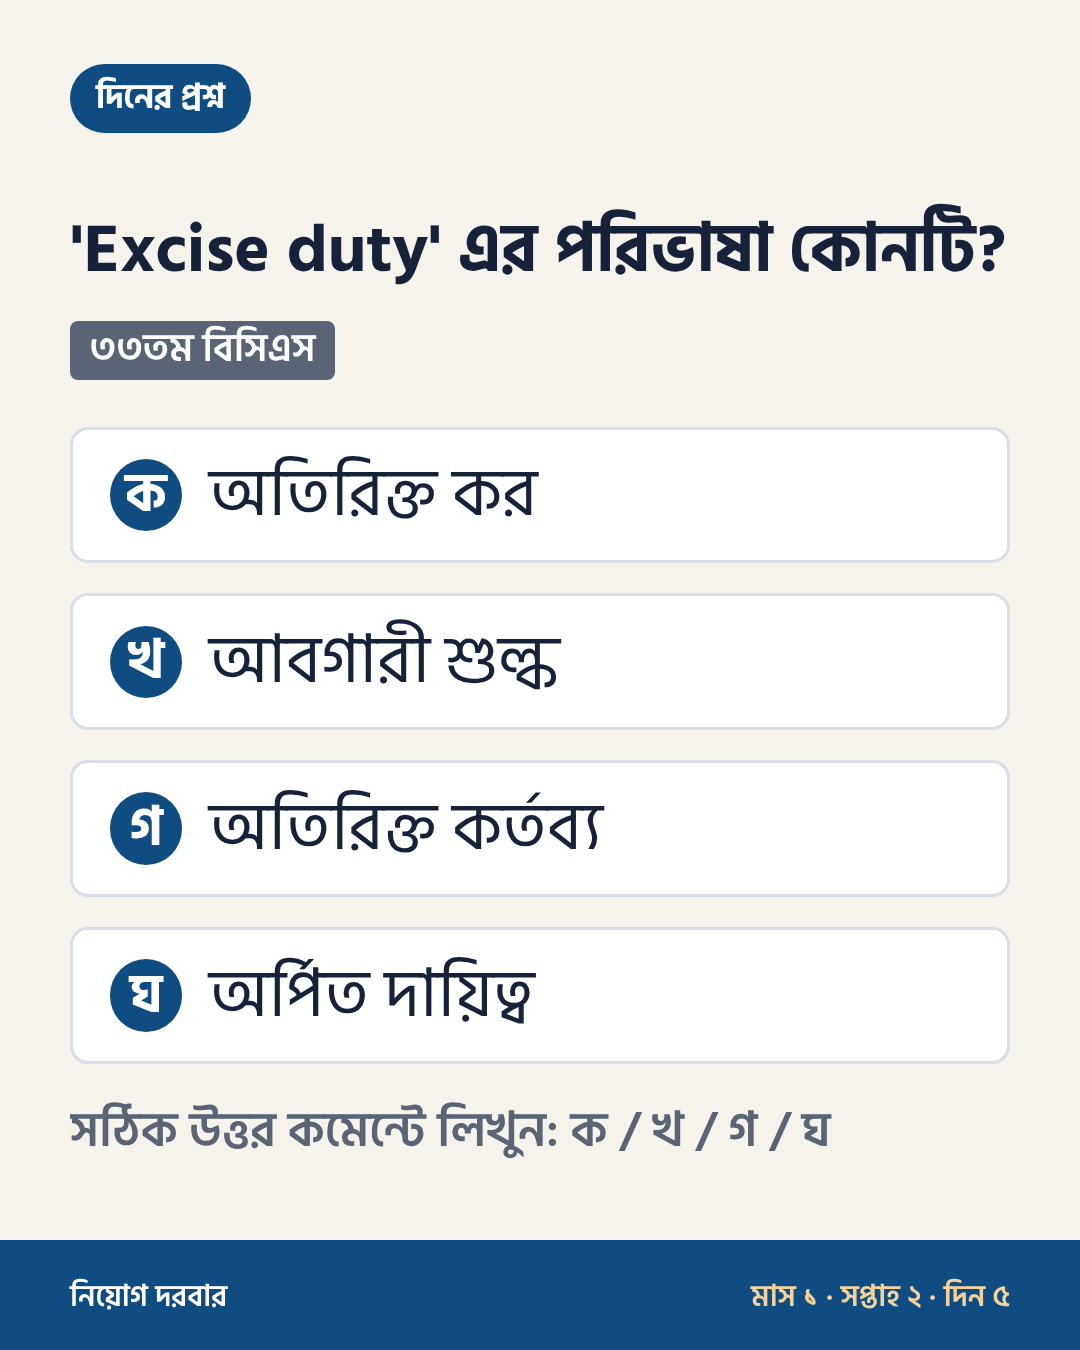 দিনের প্রশ্ন
'Excise duty' এর পরিভাষা কোনটি?
৩৩তম বিসিএস
ক অতিরিক্ত কর
খ আবগারী শুল্ক
গ অতিরিক্ত কর্তব্য
ঘ অর্পিত দায়িত্ব
সঠিক উত্তর কমেন্টে লিখুন: ক / খ / গ / ঘ
নিয়োগ দরবার
মাস ১ · সপ্তাহ ২ · দিন ৫